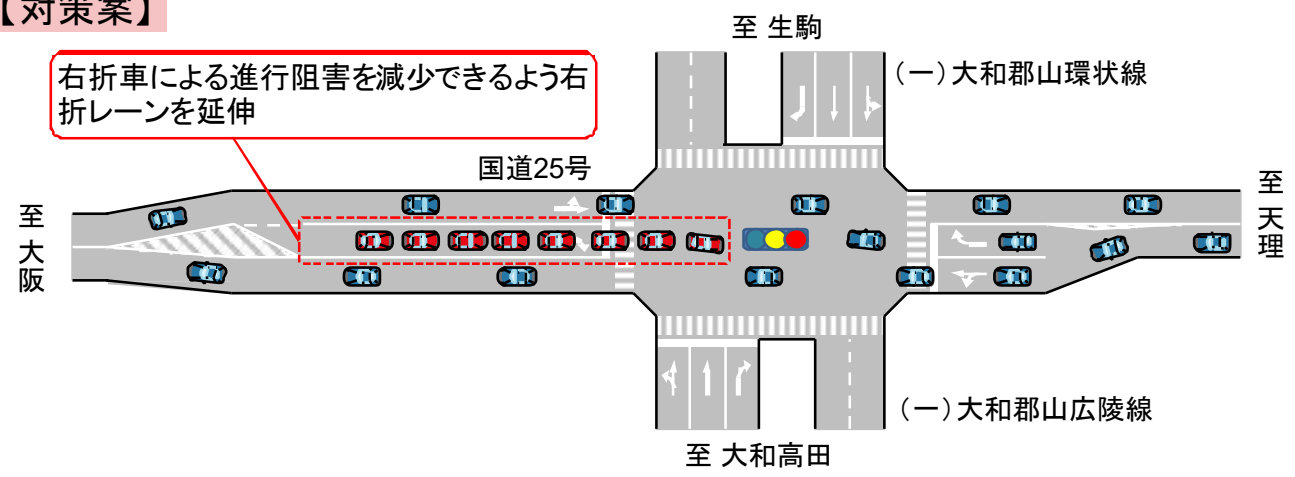 【対策案】
至 生駒
右折車による進行阻害を減少できるよう右
折レーンを延伸
（一）大和郡山環状線
国道25号
至 大阪
至 天理
（一）大和郡山広陵線
至 大和高田